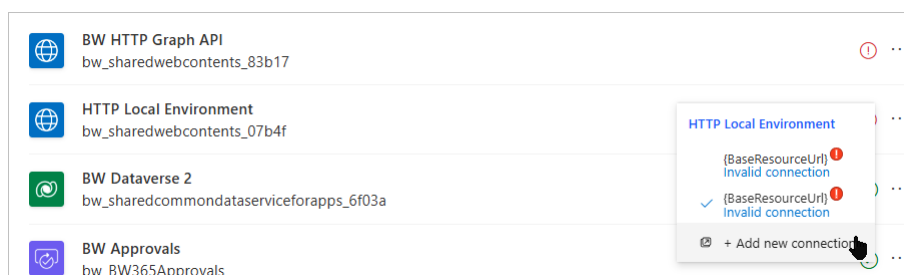 BW HTTP Graph API
bw_sharedwebcontents_83b17
HTTP Local Environment
bw_sharedwebcontents_07b4f
HTTP Local Environment
{BaseResourceUrl}
Invalid connection
{BaseResourceUrl}
Invalid connection
+ Add new connection
BW Dataverse 2
bw_sharedcommondataserviceforapps_6f03a
BW Approvals
bw_BW365Approvals